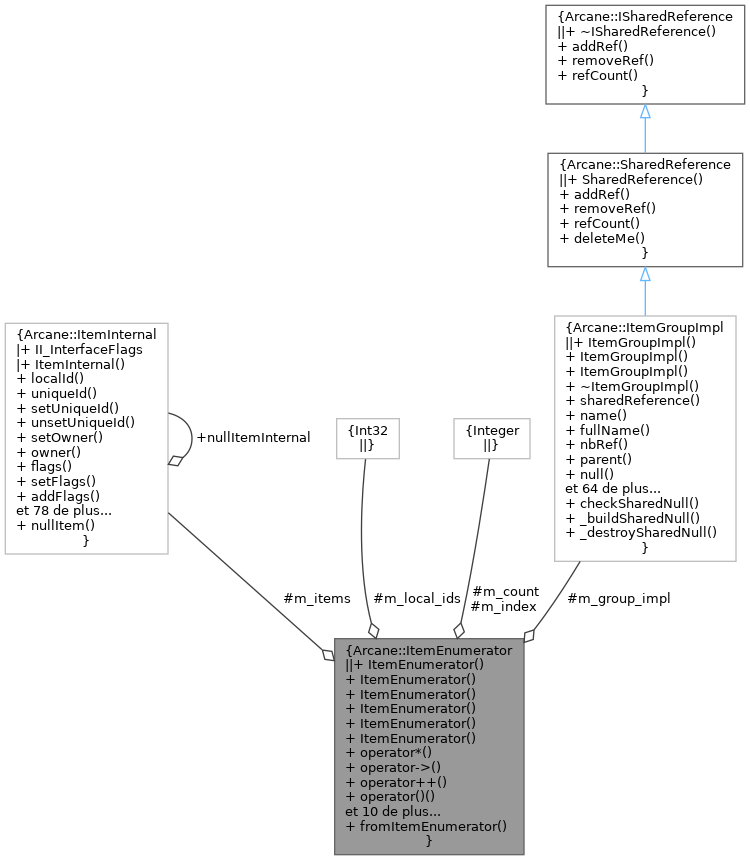 {Arcane::ISharedReference
||+ ~ISharedReference()
+ addRef()
+ removeRef()
+ refCount()
}
{Arcane::SharedReference
||+ SharedReference()
+ addRef()
+ removeRef()
+ refCount()
+ deleteMe()
}
{Arcane::ItemInternal
|+ II_InterfaceFlags
|+ ItemInternal()
+ localId()
+ uniqueId()
+ setUniqueId()
+ unsetUniqueId()
+ setOwner()
+ owner()
+ flags()
+ setFlags()
+ addFlags()
et 78 de plus...
+ nullItem()
}
+nullItemInternal
{Int32
||}
{Integer
||}
{Arcane::ItemGroupImpl
||+ ItemGroupImpl()
+ ItemGroupImpl()
+ ItemGroupImpl()
+ ~ItemGroupImpl()
+ sharedReference()
+ name()
+ fullName()
+ nbRef()
+ parent()
+ null()
et 64 de plus...
+ checkSharedNull()
+ _buildSharedNull()
+ _destroySharedNull()
}
#m_items
#m_local_ids
#m_count
#m_index
#m_group_impl
{Arcane::ItemEnumerator
||+ ItemEnumerator()
+ ItemEnumerator()
+ ItemEnumerator()
+ ItemEnumerator()
+ ItemEnumerator()
+ ItemEnumerator()
+ operator*()
+ operator->()
+ operator++()
+ operator()()
et 10 de plus...
+ fromItemEnumerator()
}